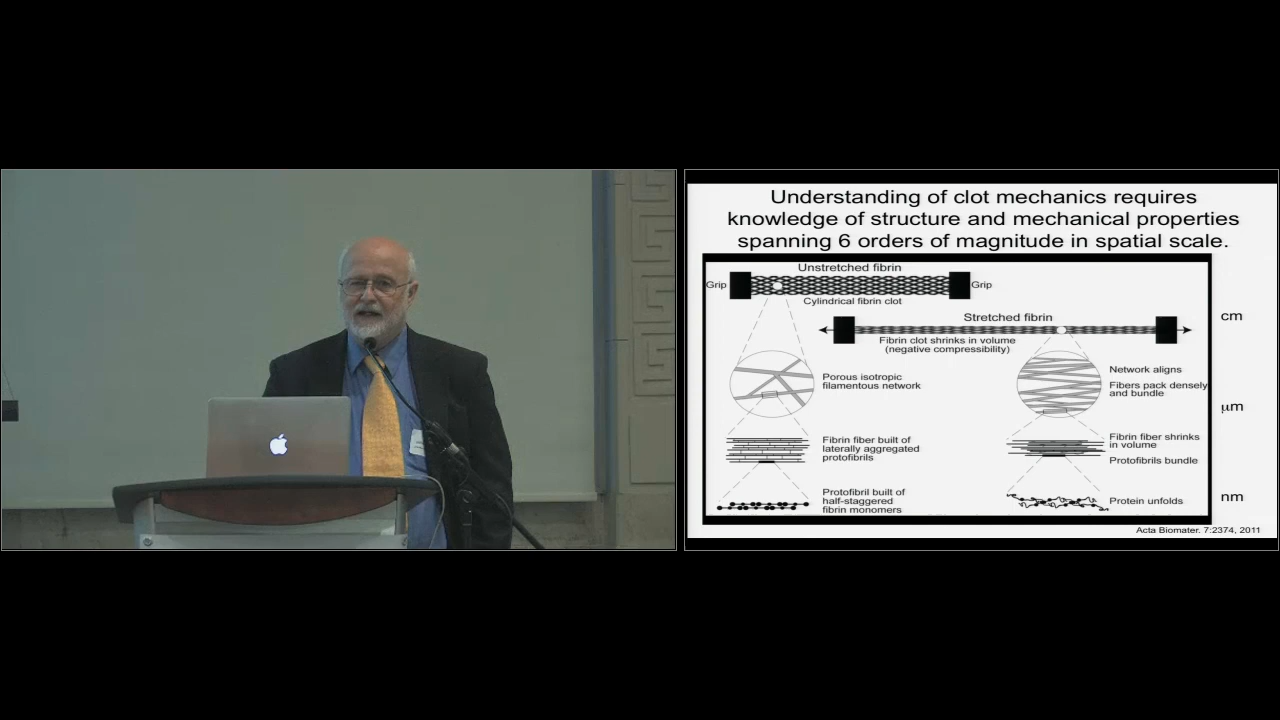 Understanding of clot mechanics requires
knowledge of structure and mechanical properties
spanning 6 orders of magnitude in spatial scale.
Unstretched fibrin
Grip
Grip
Cylindrical fibrin clot
cm
Stretched fibrin
Fibrin clot shrinks in volume
(negative compressibility)
Porous isotropic
filamentous network
Network aligns
Fibers pack densely
and bundle
μm
Fibrin fiber built of
laterally aggregated
protofibrils
Fibrin fiber shrinks
in volume
Protofibrils bundle
Protofibril built of
half-staggered
fibrin monomers
Protein unfolds
nm
Acta Biomater. 7:2374, 2011